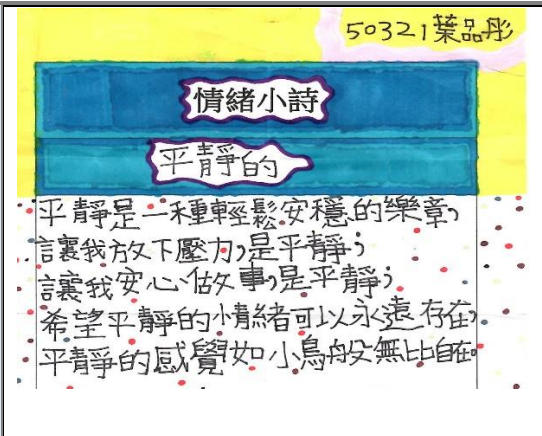 50321葉品彤
情緒小詩
平靜的
平靜是一種輕鬆安穩的樂章，
讓我放下壓力，是平靜；
讓我安心做事，是平靜；
希望平靜的情緒可以永遠存在，
平靜的感覺如小鳥般無比自在。